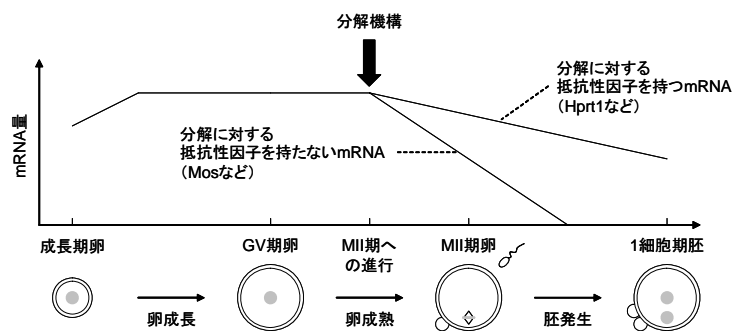 分解機構
分解に対する
抵抗性因子を持つmRNA
(Hprt1など)
分解に対する
抵抗性因子を持たないmRNA
(Mosなど)
mRNA量
成長期卵
GV期卵
MII期へ
の進行
MII期卵
1細胞期胚
卵成長
卵成熟
胚発生